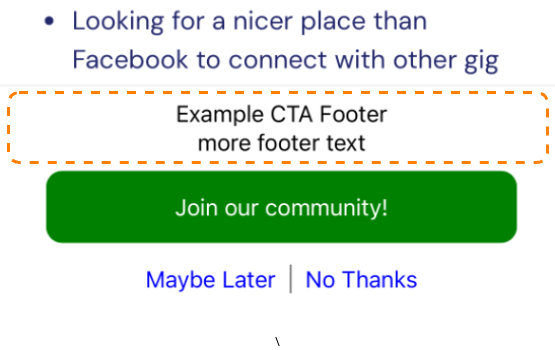 • Looking for a nicer place than
Facebook to connect with other gig
Example CTA Footer
more footer text
Join our community!
Maybe Later | No Thanks
\